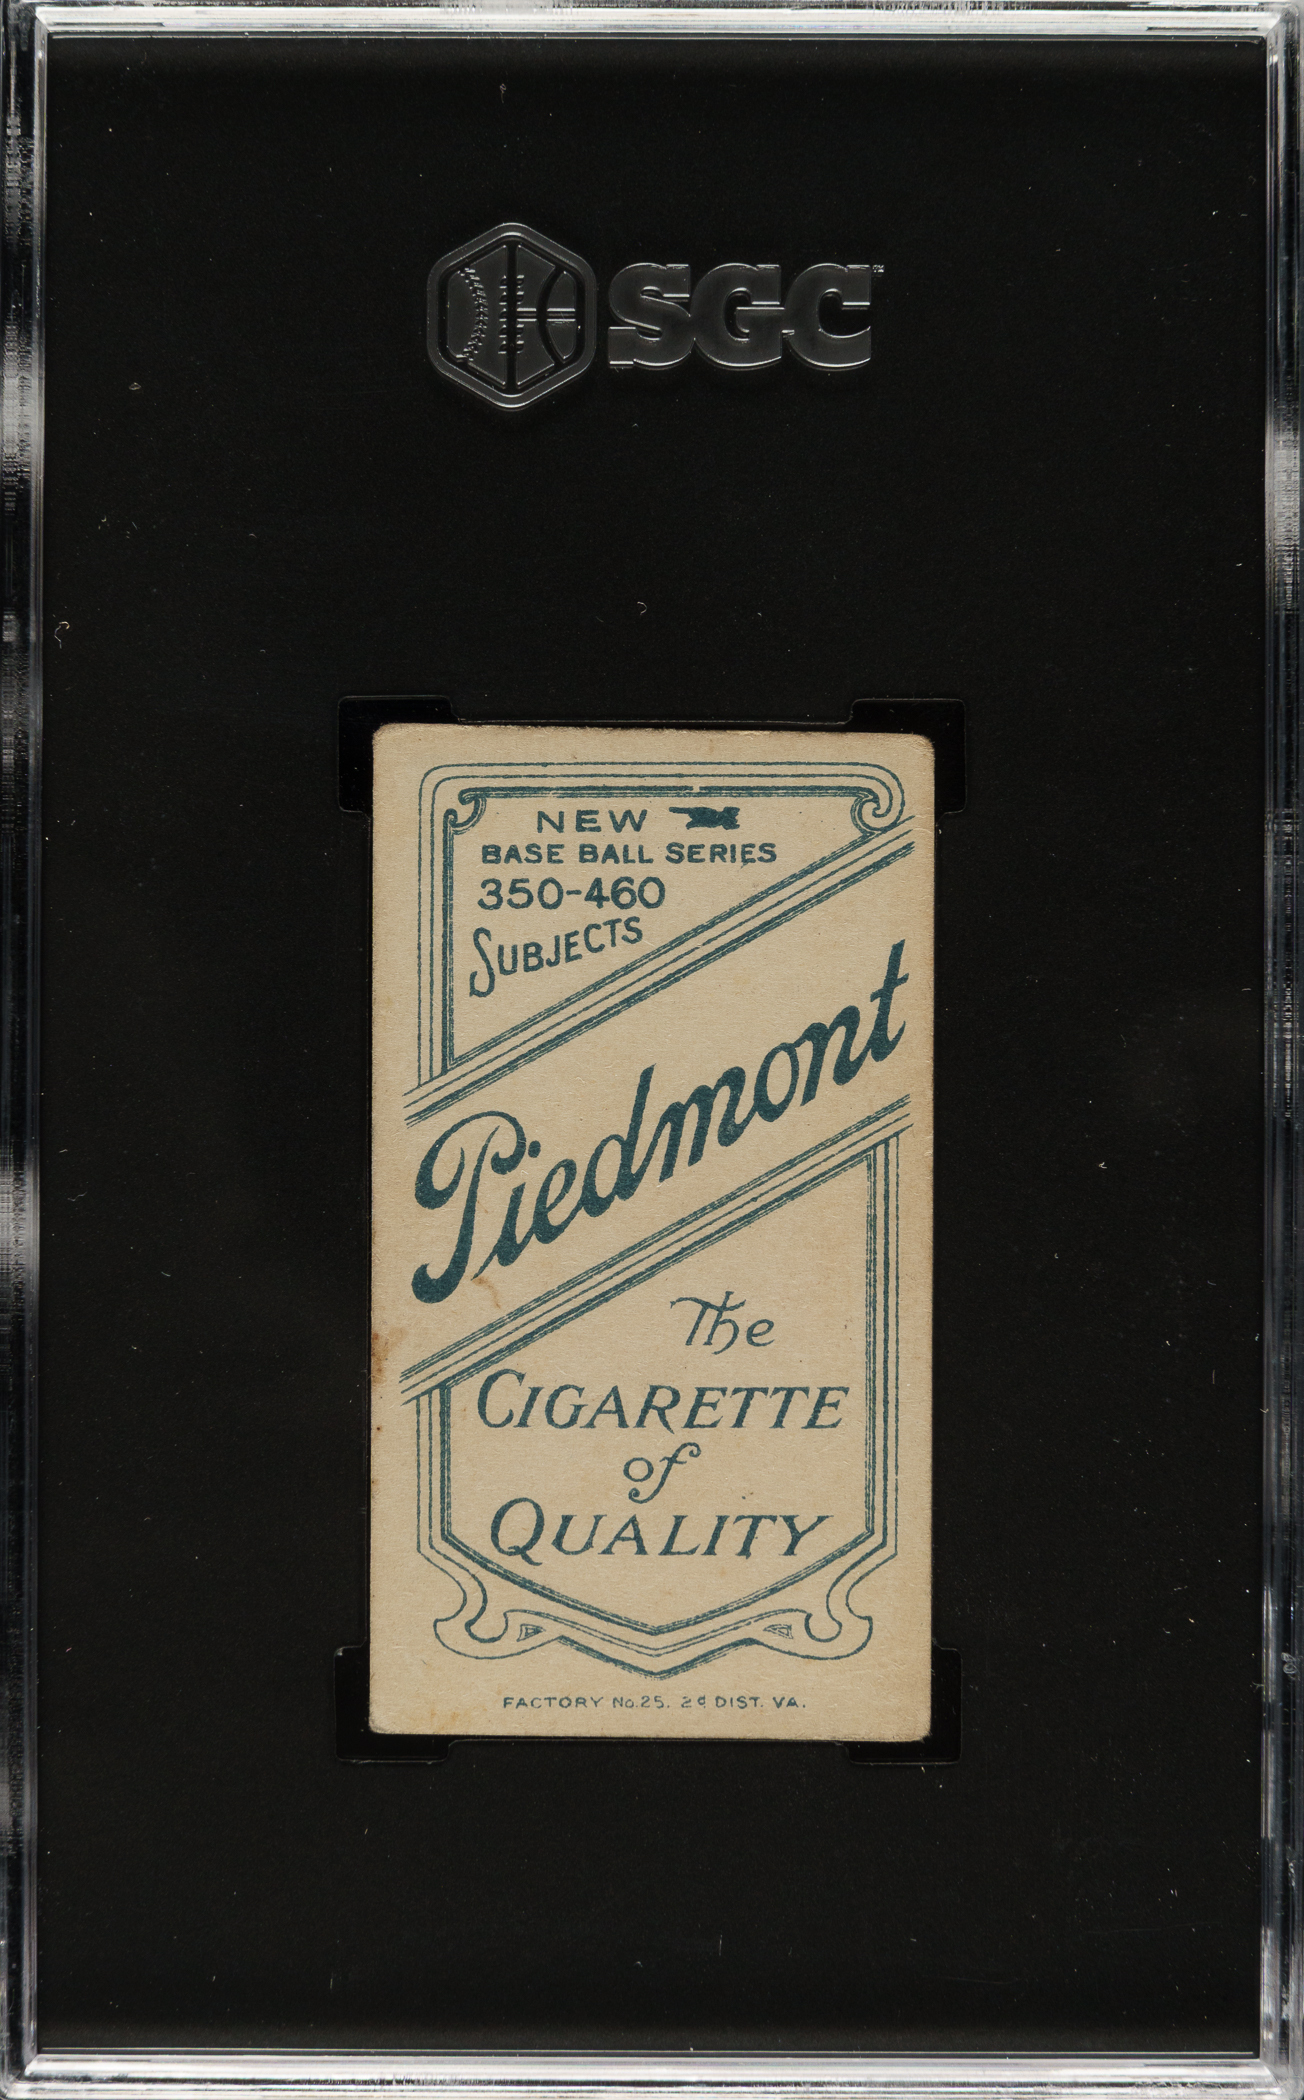 SGC
NEW
BASE BALL SERIES
350-460
SUBJECTS
Piedmont
The
CIGARETTE
of
QUALITY
FACTORY No.25. 2d DIST. VA.